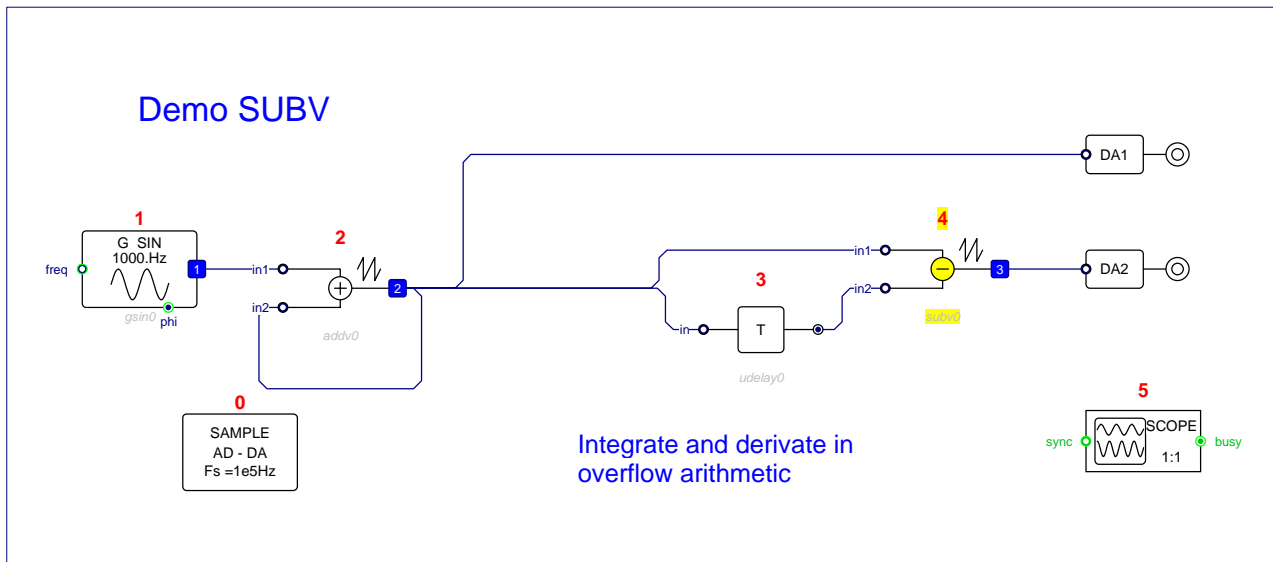 Demo SUBV
DA1
1
G SIN
1000.Hz
freq
1
phi
gsin0
2
in1
in2
2
addv0
3
in
T
udelay0
4
in1
in2
3
subv0
DA2
0
SAMPLE
AD - DA
Fs =1e5Hz
Integrate and derivate in
overflow arithmetic
5
sync
SCOPE
1:1
busy